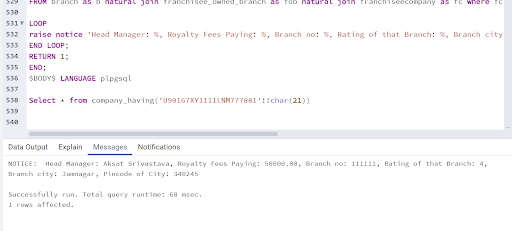 529 FROM branch as b natural join franchisee_owned_branch as fob natural join franchiseecompany as fc where fc
530
531 LOOP
532 raise notice 'Head Manager: %, Royalty Fees Paying: %, Branch no: %, Rating of that Branch: %, Branch city
533 END LOOP;
534 RETURN 1;
535 END;
536 $BODY$ LANGUAGE plpgsql
537
538 Select * from company_having('U90167XY1111LNM777881'::char(21))
539
540
Data Output Explain Messages Notifications
NOTICE: Head Manager: Aksat Srivastava, Royalty Fees Paying: 50000.00, Branch no: 111111, Rating of that Branch: 4,
Branch city: Jamnagar, Pincode of City: 340245
Successfully run. Total query runtime: 68 msec.
1 rows affected.